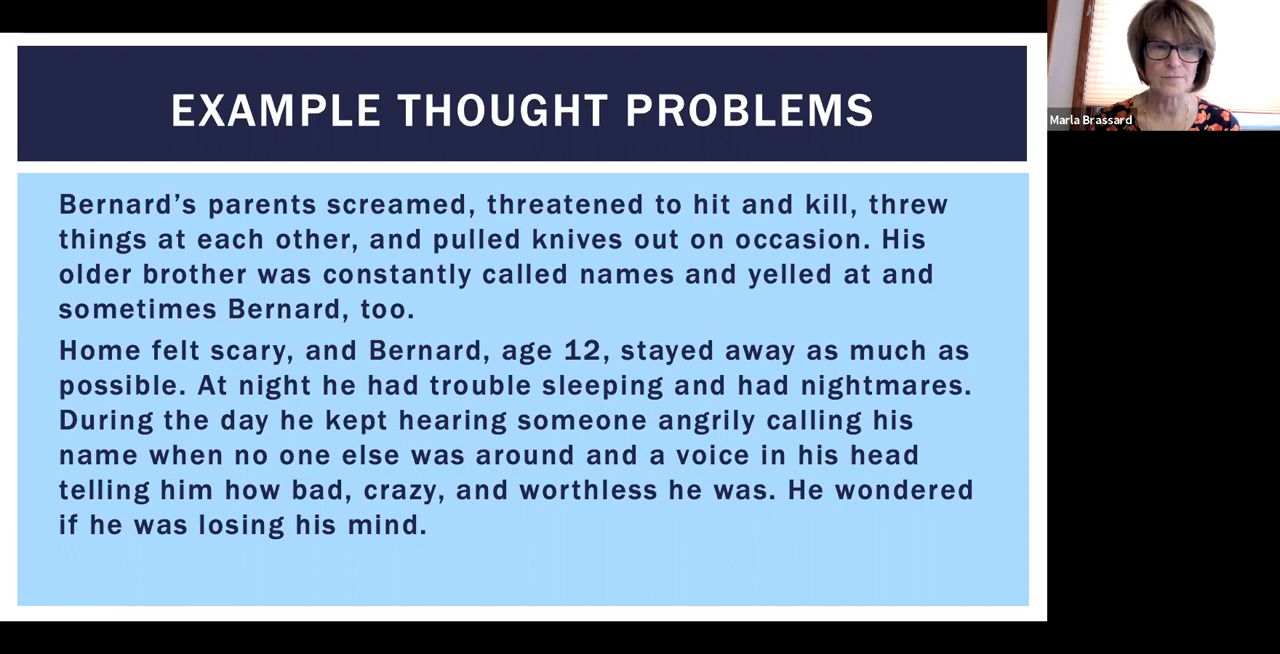 EXAMPLE THOUGHT PROBLEMS
Marla Brassard
Bernard’s parents screamed, threatened to hit and kill, threw
things at each other, and pulled knives out on occasion. His
older brother was constantly called names and yelled at and
sometimes Bernard, too.
Home felt scary, and Bernard, age 12, stayed away as much as
possible. At night he had trouble sleeping and had nightmares.
During the day he kept hearing someone angrily calling his
name when no one else was around and a voice in his head
telling him how bad, crazy, and worthless he was. He wondered
if he was losing his mind.